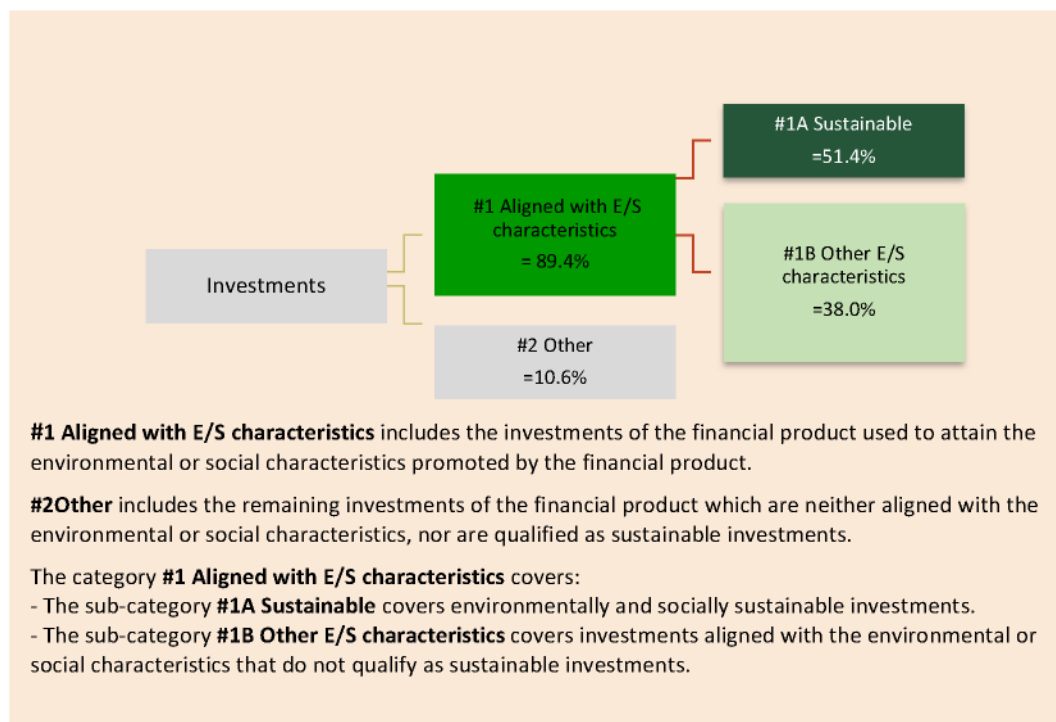 #1A Sustainable
=51.4%
#1 Aligned with E/S
characteristics
= 89.4%
#1B Other E/S
characteristics
=38.0%
Investments
#2 Other
=10.6%
#1 Aligned with E/S characteristics includes the investments of the financial product used to attain the
environmental or social characteristics promoted by the financial product.
#2Other includes the remaining investments of the financial product which are neither aligned with the
environmental or social characteristics, nor are qualified as sustainable investments.
The category #1 Aligned with E/S characteristics covers:
- The sub-category #1A Sustainable covers environmentally and socially sustainable investments.
- The sub-category #1B Other E/S characteristics covers investments aligned with the environmental or
social characteristics that do not qualify as sustainable investments.